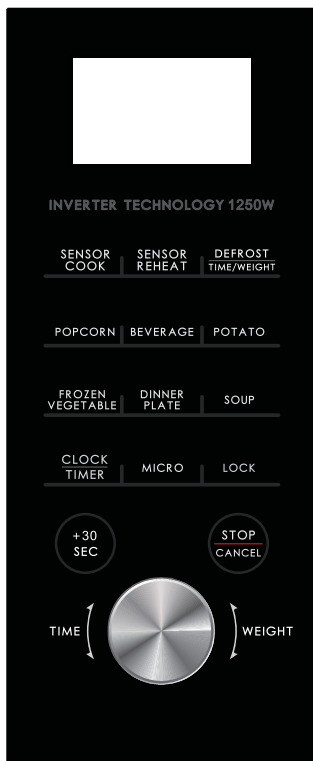 INVERTER TECHNOLOGY 1250W
SENSOR COOK
SENSOR REHEAT
DEFROST
TIME/WEIGHT
POPCORN
BEVERAGE
POTATO
FROZEN VEGETABLE
DINNER PLATE
SOUP
CLOCK
TIMER
MICRO
LOCK
+30 SEC
STOP
CANCEL
TIME
WEIGHT